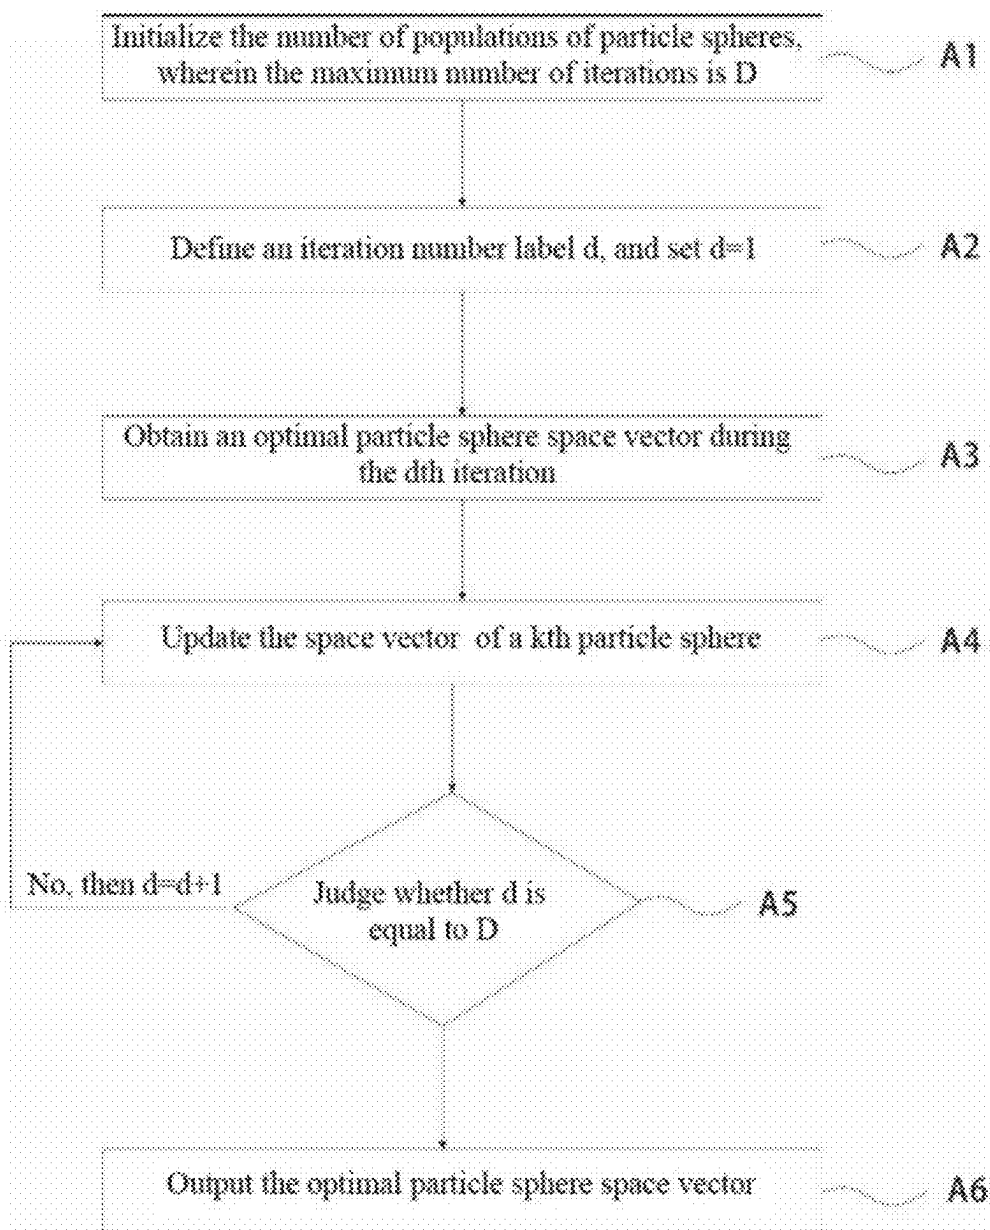 Initialize the number of populations of particle spheres,
wherein the maximum number of iterations is D
A1
Define an iteration number label d, and set d=1
A2
Obtain an optimal particle sphere space vector during
the dth iteration
A3
Update the space vector of a kth particle sphere
A4
No, then d=d+1
Judge whether d is
equal to D
A5
Output the optimal particle sphere space vector
A6